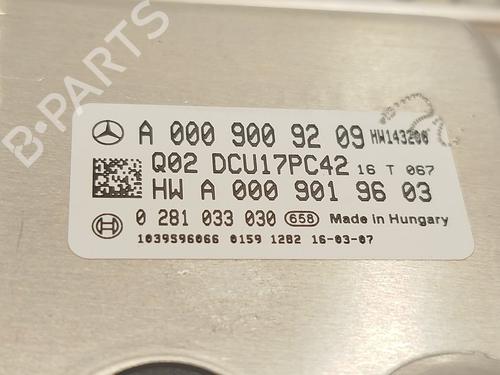 B-PARTS
A 000 900 92 09 HW143200
Q02 DCU17PC42 16 T 067
HW A 000 901 96 03
0 281 033 030 658 Made in Hungary
1039S96066 0159 1282 16-03-07